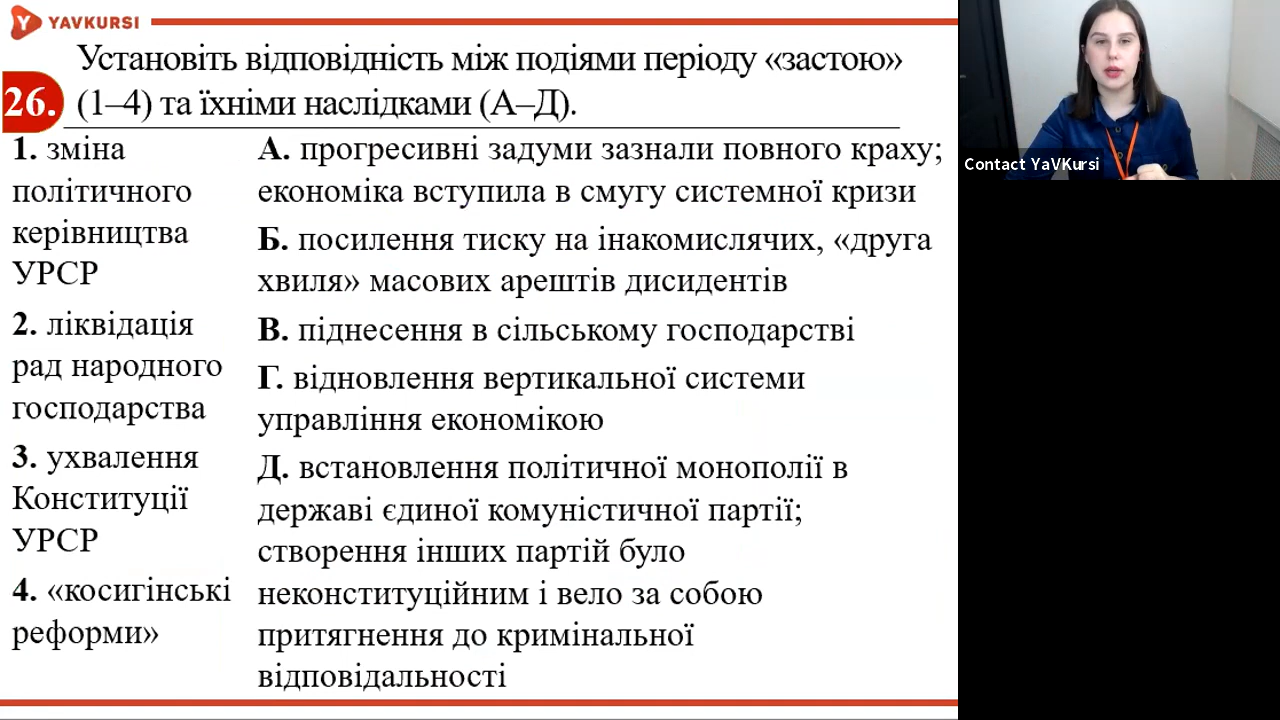 YAVKURSI
Установіть відповідність між подіями періоду «застою»
26. (1–4) та їхніми наслідками (А–Д).
1. зміна
політичного
керівництва
УРСР
2. ліквідація
рад народного
господарства
3. ухвалення
Конституції
УРСР
4. «косигінські
реформи»
А. прогресивні задуми зазнали повного краху;
економіка вступила в смугу системної кризи
Б. посилення тиску на інакомислячих, «друга
хвиля» масових арештів дисидентів
В. піднесення в сільському господарстві
Г. відновлення вертикальної системи
управління економікою
Д. встановлення політичної монополії в
державі єдиної комуністичної партії;
створення інших партій було
неконституційним і вело за собою
притягнення до кримінальної
відповідальності
Contact YaVKursi